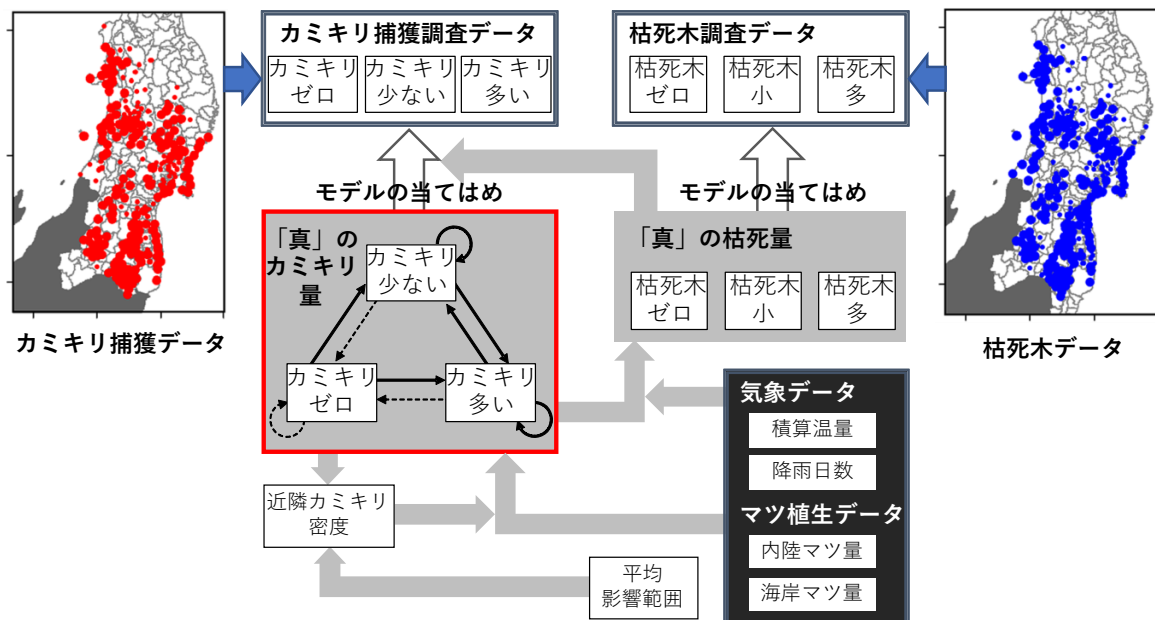 カミキリ捕獲調査データ
カミキリ
ゼロ
カミキリ
少ない
カミキリ
多い
枯死木調査データ
枯死木
ゼロ
枯死木
小
枯死木
多
モデルの当てはめ
モデルの当てはめ
「真」の
カミキリ
量
カミキリ
少ない
カミキリ
ゼロ
カミキリ
多い
「真」の枯死量
枯死木
ゼロ
枯死木
小
枯死木
多
カミキリ捕獲データ
枯死木データ
気象データ
積算温量
降雨日数
マツ植生データ
内陸マツ量
海岸マツ量
近隣カミキリ
密度
平均
影響範囲